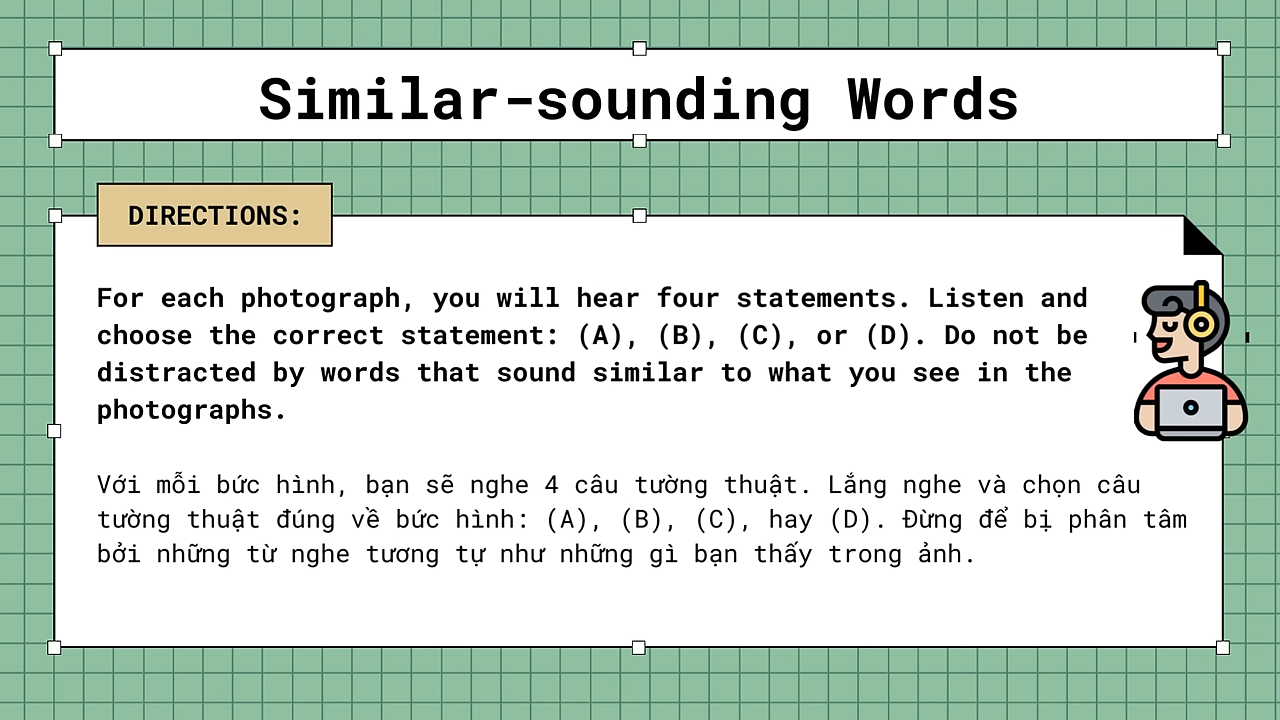 Similar-sounding Words
DIRECTIONS:
For each photograph, you will hear four statements. Listen and
choose the correct statement: (A), (B), (C), or (D). Do not be
distracted by words that sound similar to what you see in the
photographs.
Với mỗi bức hình, bạn sẽ nghe 4 câu tường thuật. Lắng nghe và chọn câu
tường thuật đúng về bức hình: (A), (B), (C), hay (D). Đừng để bị phân tâm
bởi những từ nghe tương tự như những gì bạn thấy trong ảnh.